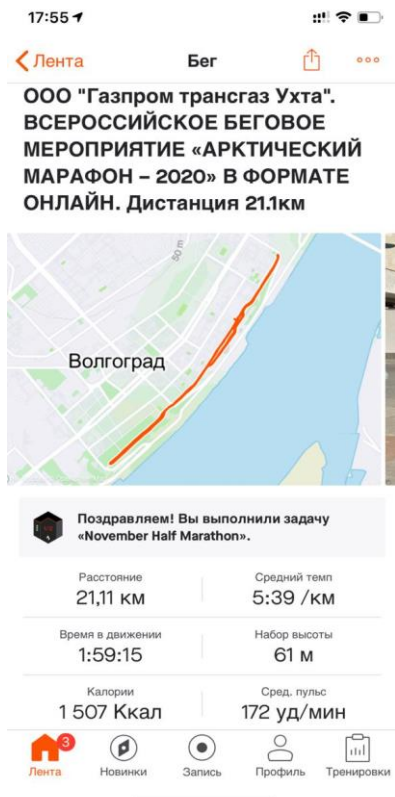 17:55
Лента
Бег
ООО "Газпром трансгаз Ухта".
ВСЕРОССИЙСКОЕ БЕГОВОЕ
МЕРОПРИЯТИЕ «АРКТИЧЕСКИЙ
МАРАФОН – 2020» В ФОРМАТЕ
ОНЛАЙН. Дистанция 21.1км
50 m
Волгоград
Поздравляем! Вы выполнили задачу
«November Half Marathon».
Расстояние
21,11 км
Средний темп
5:39 /км
Время в движении
1:59:15
Набор высоты
61 м
Калории
1 507 Ккал
Сред. пульс
172 уд/мин
3
Лента
Новинки
Запись
Профиль
Тренировки